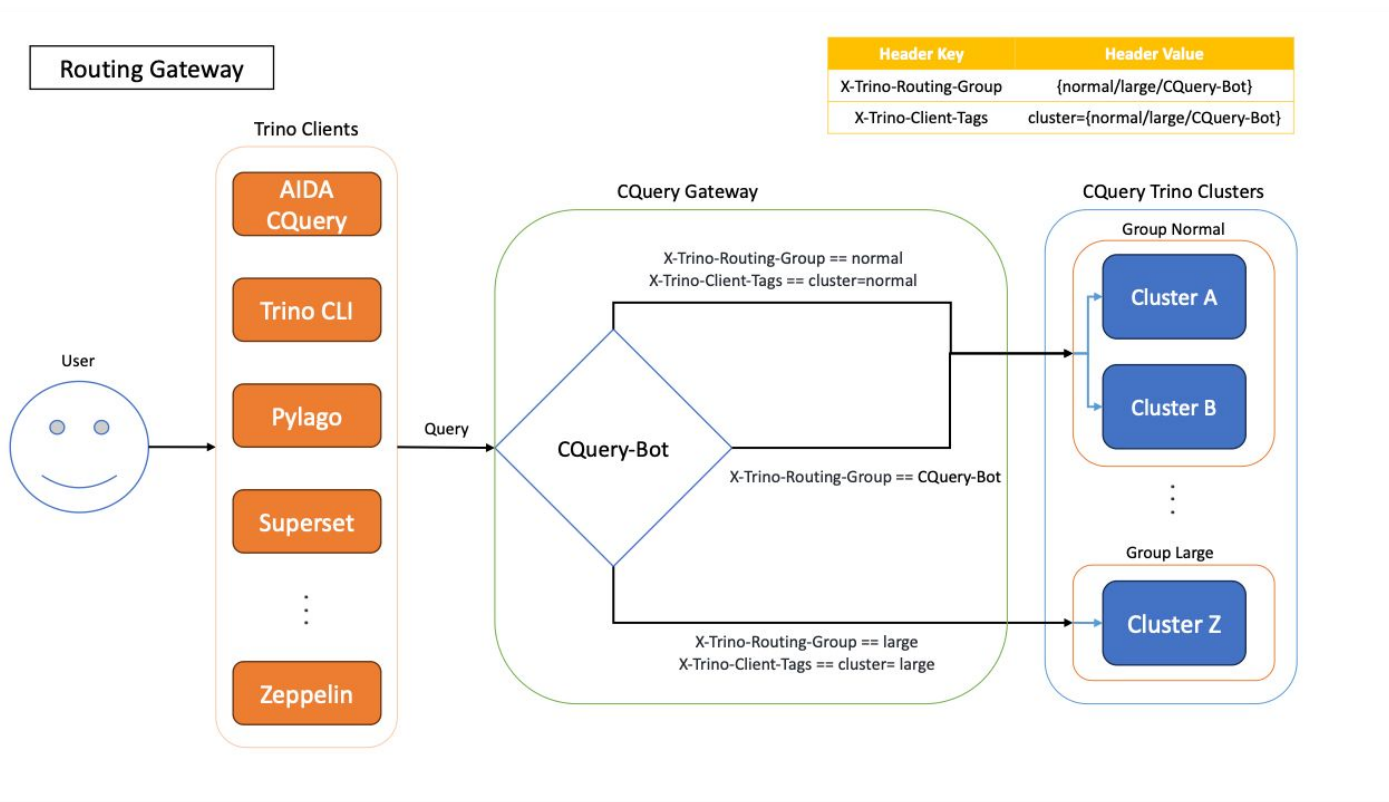 Routing Gateway
Header Key Header Value
X-Trino-Routing-Group {normal/large/CQuery-Bot}
X-Trino-Client-Tags cluster={normal/large/CQuery-Bot}
Trino Clients
AIDA
CQuery
Trino CLI
Pylago
Superset
Zeppelin
User
Query
CQuery Gateway
X-Trino-Routing-Group == normal
X-Trino-Client-Tags == cluster=normal
CQuery-Bot
X-Trino-Routing-Group == CQuery-Bot
X-Trino-Routing-Group == large
X-Trino-Client-Tags == cluster= large
CQuery Trino Clusters
Group Normal
Cluster A
Cluster B
Group Large
Cluster Z